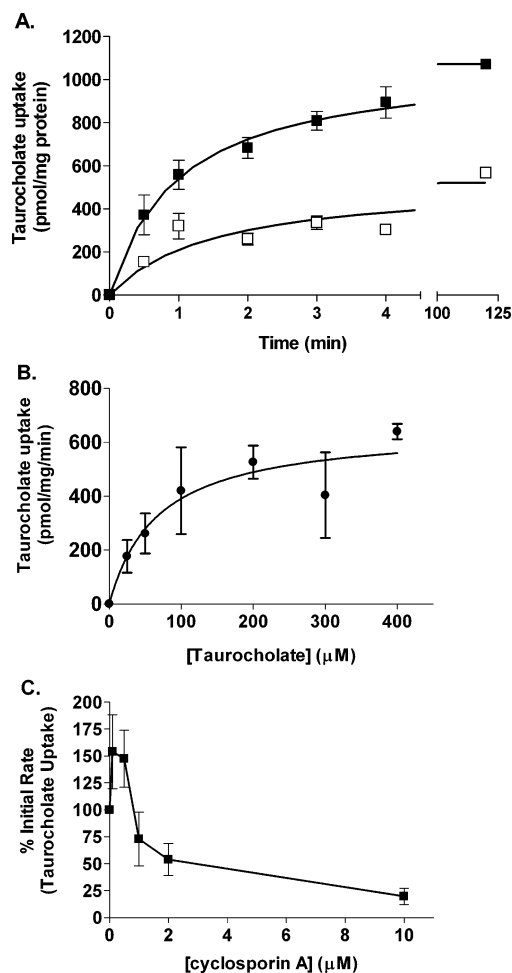 A.
Taurocholate uptake
(pmol/mg protein)
1200
1000
800
600
400
200
0
0 1 2 3 4 100 125
Time (min)
B.
Taurocholate uptake
(pmol/mg/min)
800
600
400
200
0
0 100 200 300 400
[Taurocholate] (μM)
C.
% Initial Rate
(Taurocholate Uptake)
200
175
150
125
100
75
50
25
0
0 2 4 6 8 10
[cyclosporin A] (μM)